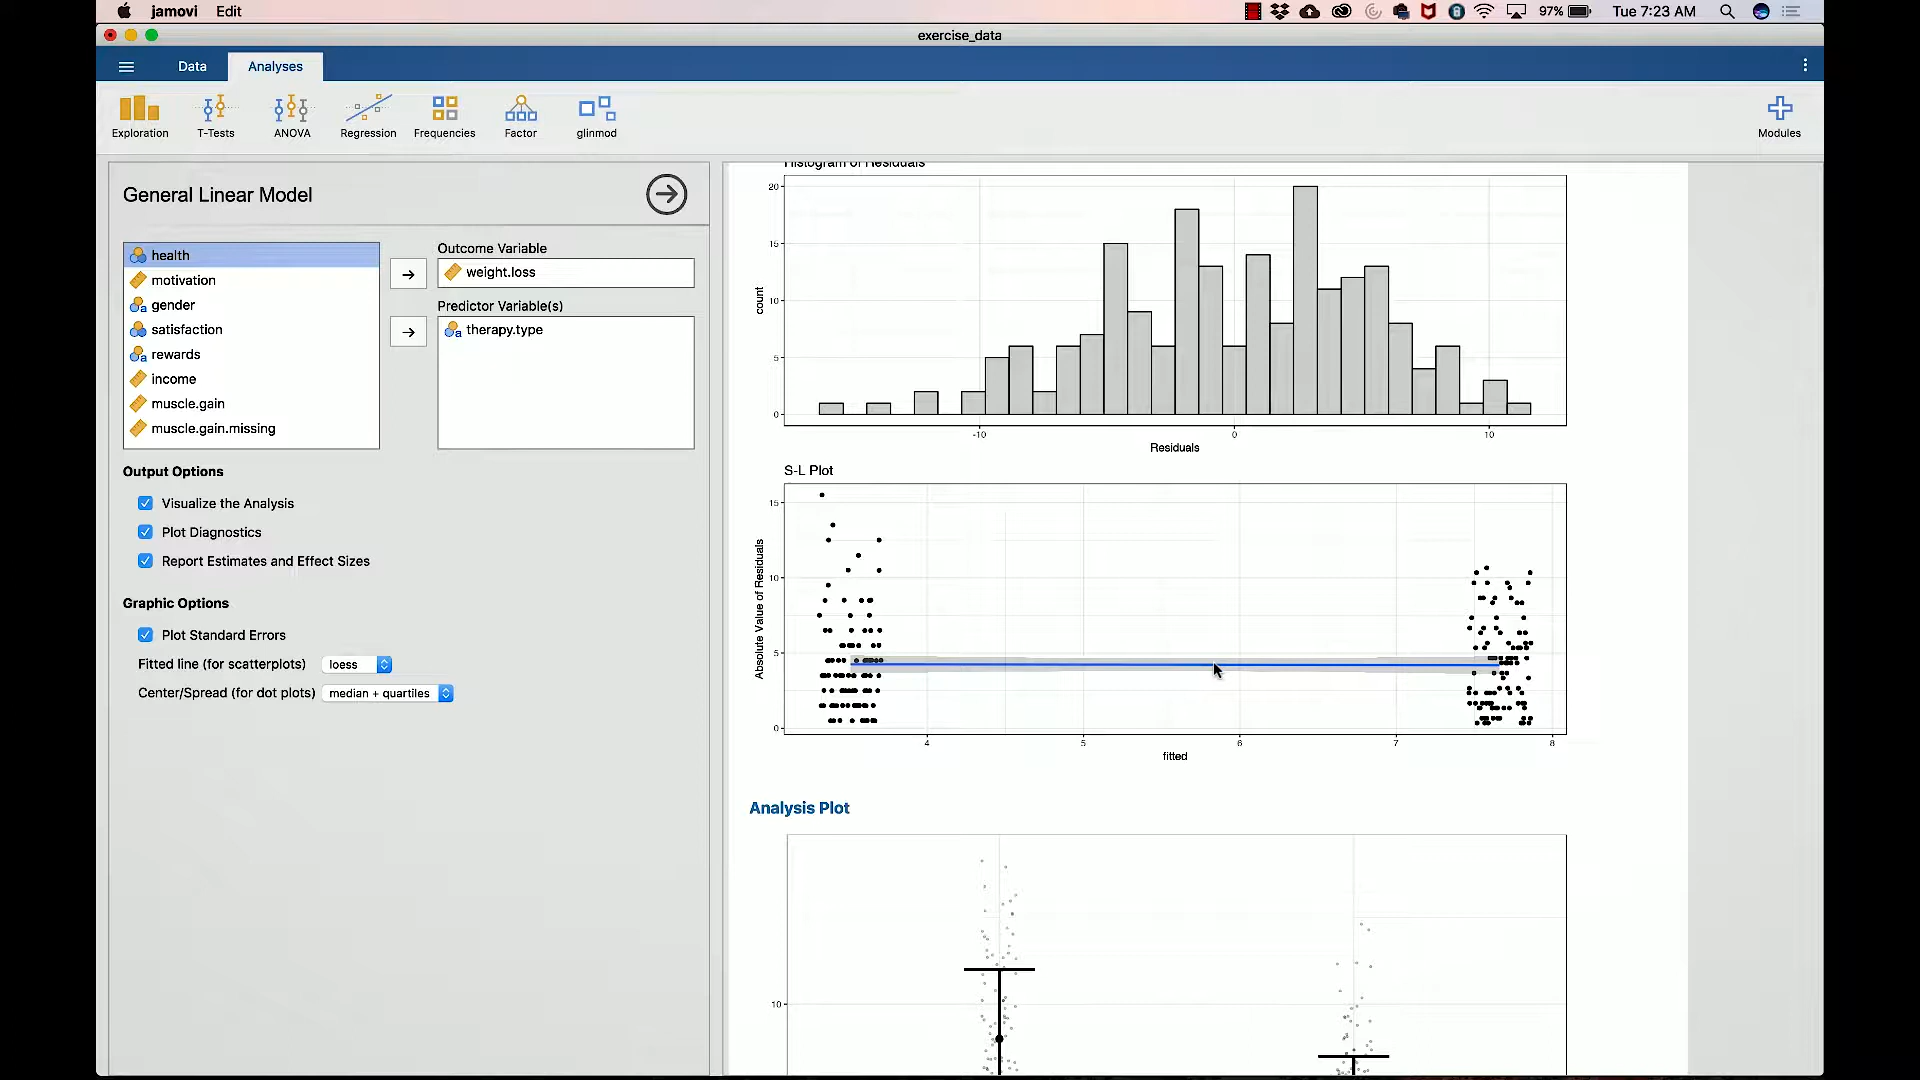 jamovi Edit 97% Tue 7:23 AM
exercise_data
Data Analyses
Exploration T-Tests ANOVA Regression Frequencies Factor glinmod Modules
General Linear Model
health
motivation
gender
satisfaction
rewards
income
muscle.gain
muscle.gain.missing
Outcome Variable
weight.loss
Predictor Variable(s)
therapy.type
Output Options
Visualize the Analysis
Plot Diagnostics
Report Estimates and Effect Sizes
Graphic Options
Plot Standard Errors
Fitted line (for scatterplots) loess
Center/Spread (for dot plots) median + quartiles
Histogram of Residuals
20
15
10
5
0
count
-10 0 10
Residuals
S-L Plot
15
10
5
0
Absolute Value of Residuals
4 5 6 7 8
fitted
Analysis Plot
10